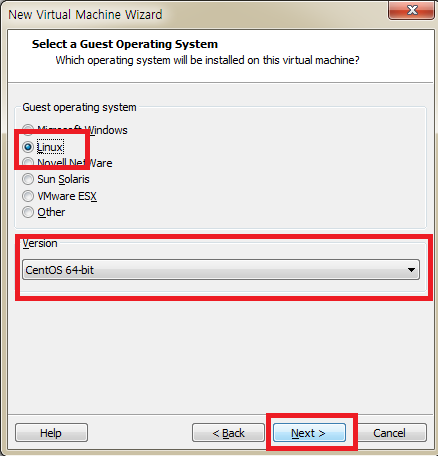 New Virtual Machine Wizard
Select a Guest Operating System
Which operating system will be installed on this virtual machine?
Guest operating system
Microsoft Windows
Linux
Novell NetWare
Sun Solaris
VMware ESX
Other
Version
CentOS 64-bit
Help
< Back
Next >
Cancel